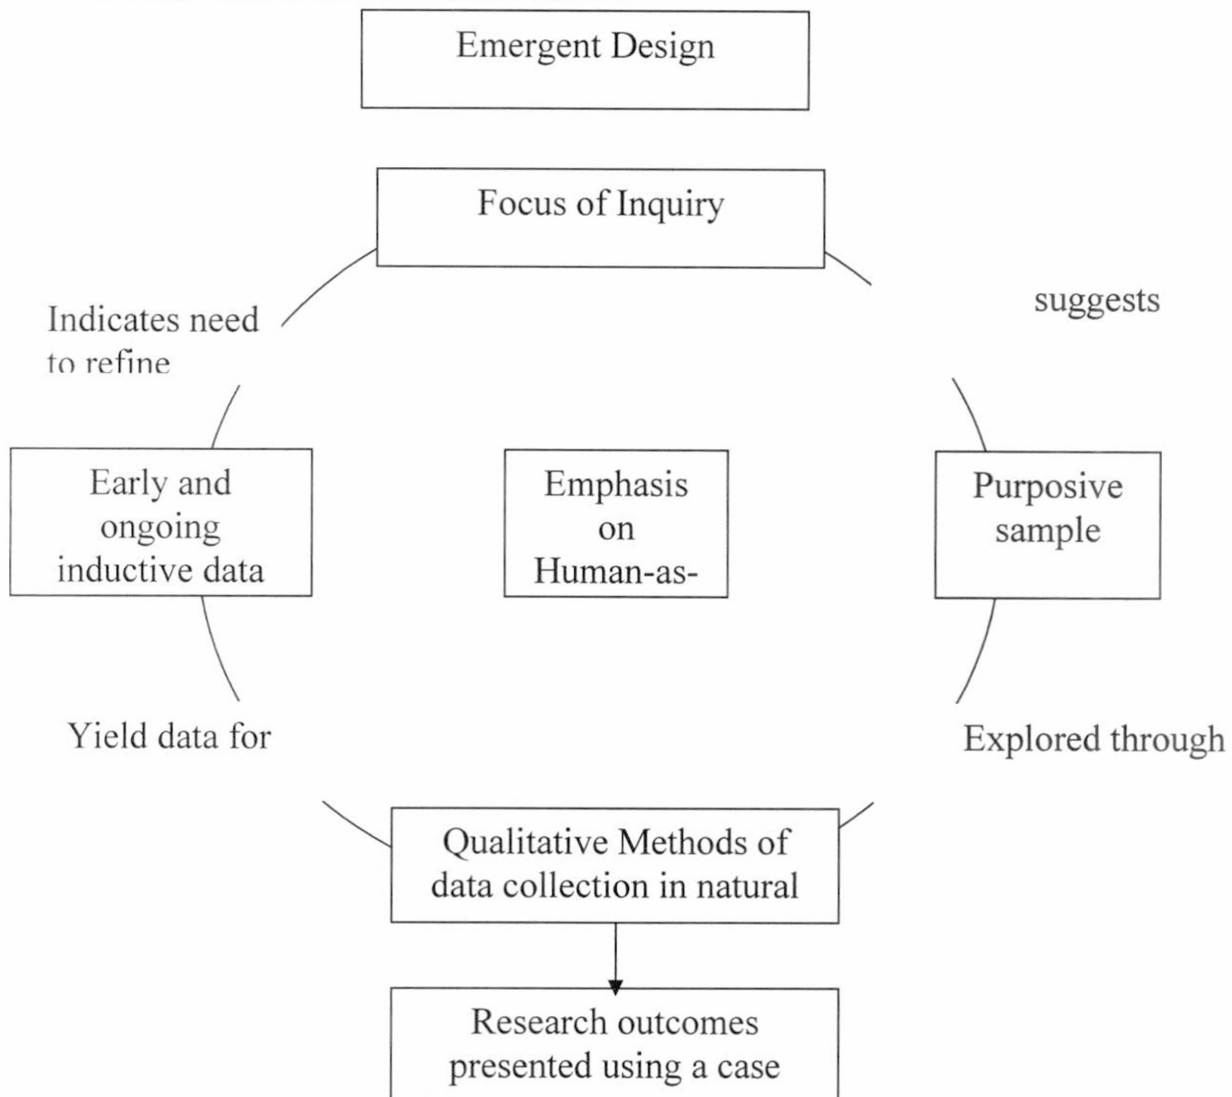 Emergent Design
Focus of Inquiry
suggests
Indicates need
to refine
Early and
ongoing
inductive data
Emphasis
on
Human-as-
Purposive
sample
Yield data for
Explored through
Qualitative Methods of
data collection in natural
Research outcomes
presented using a case